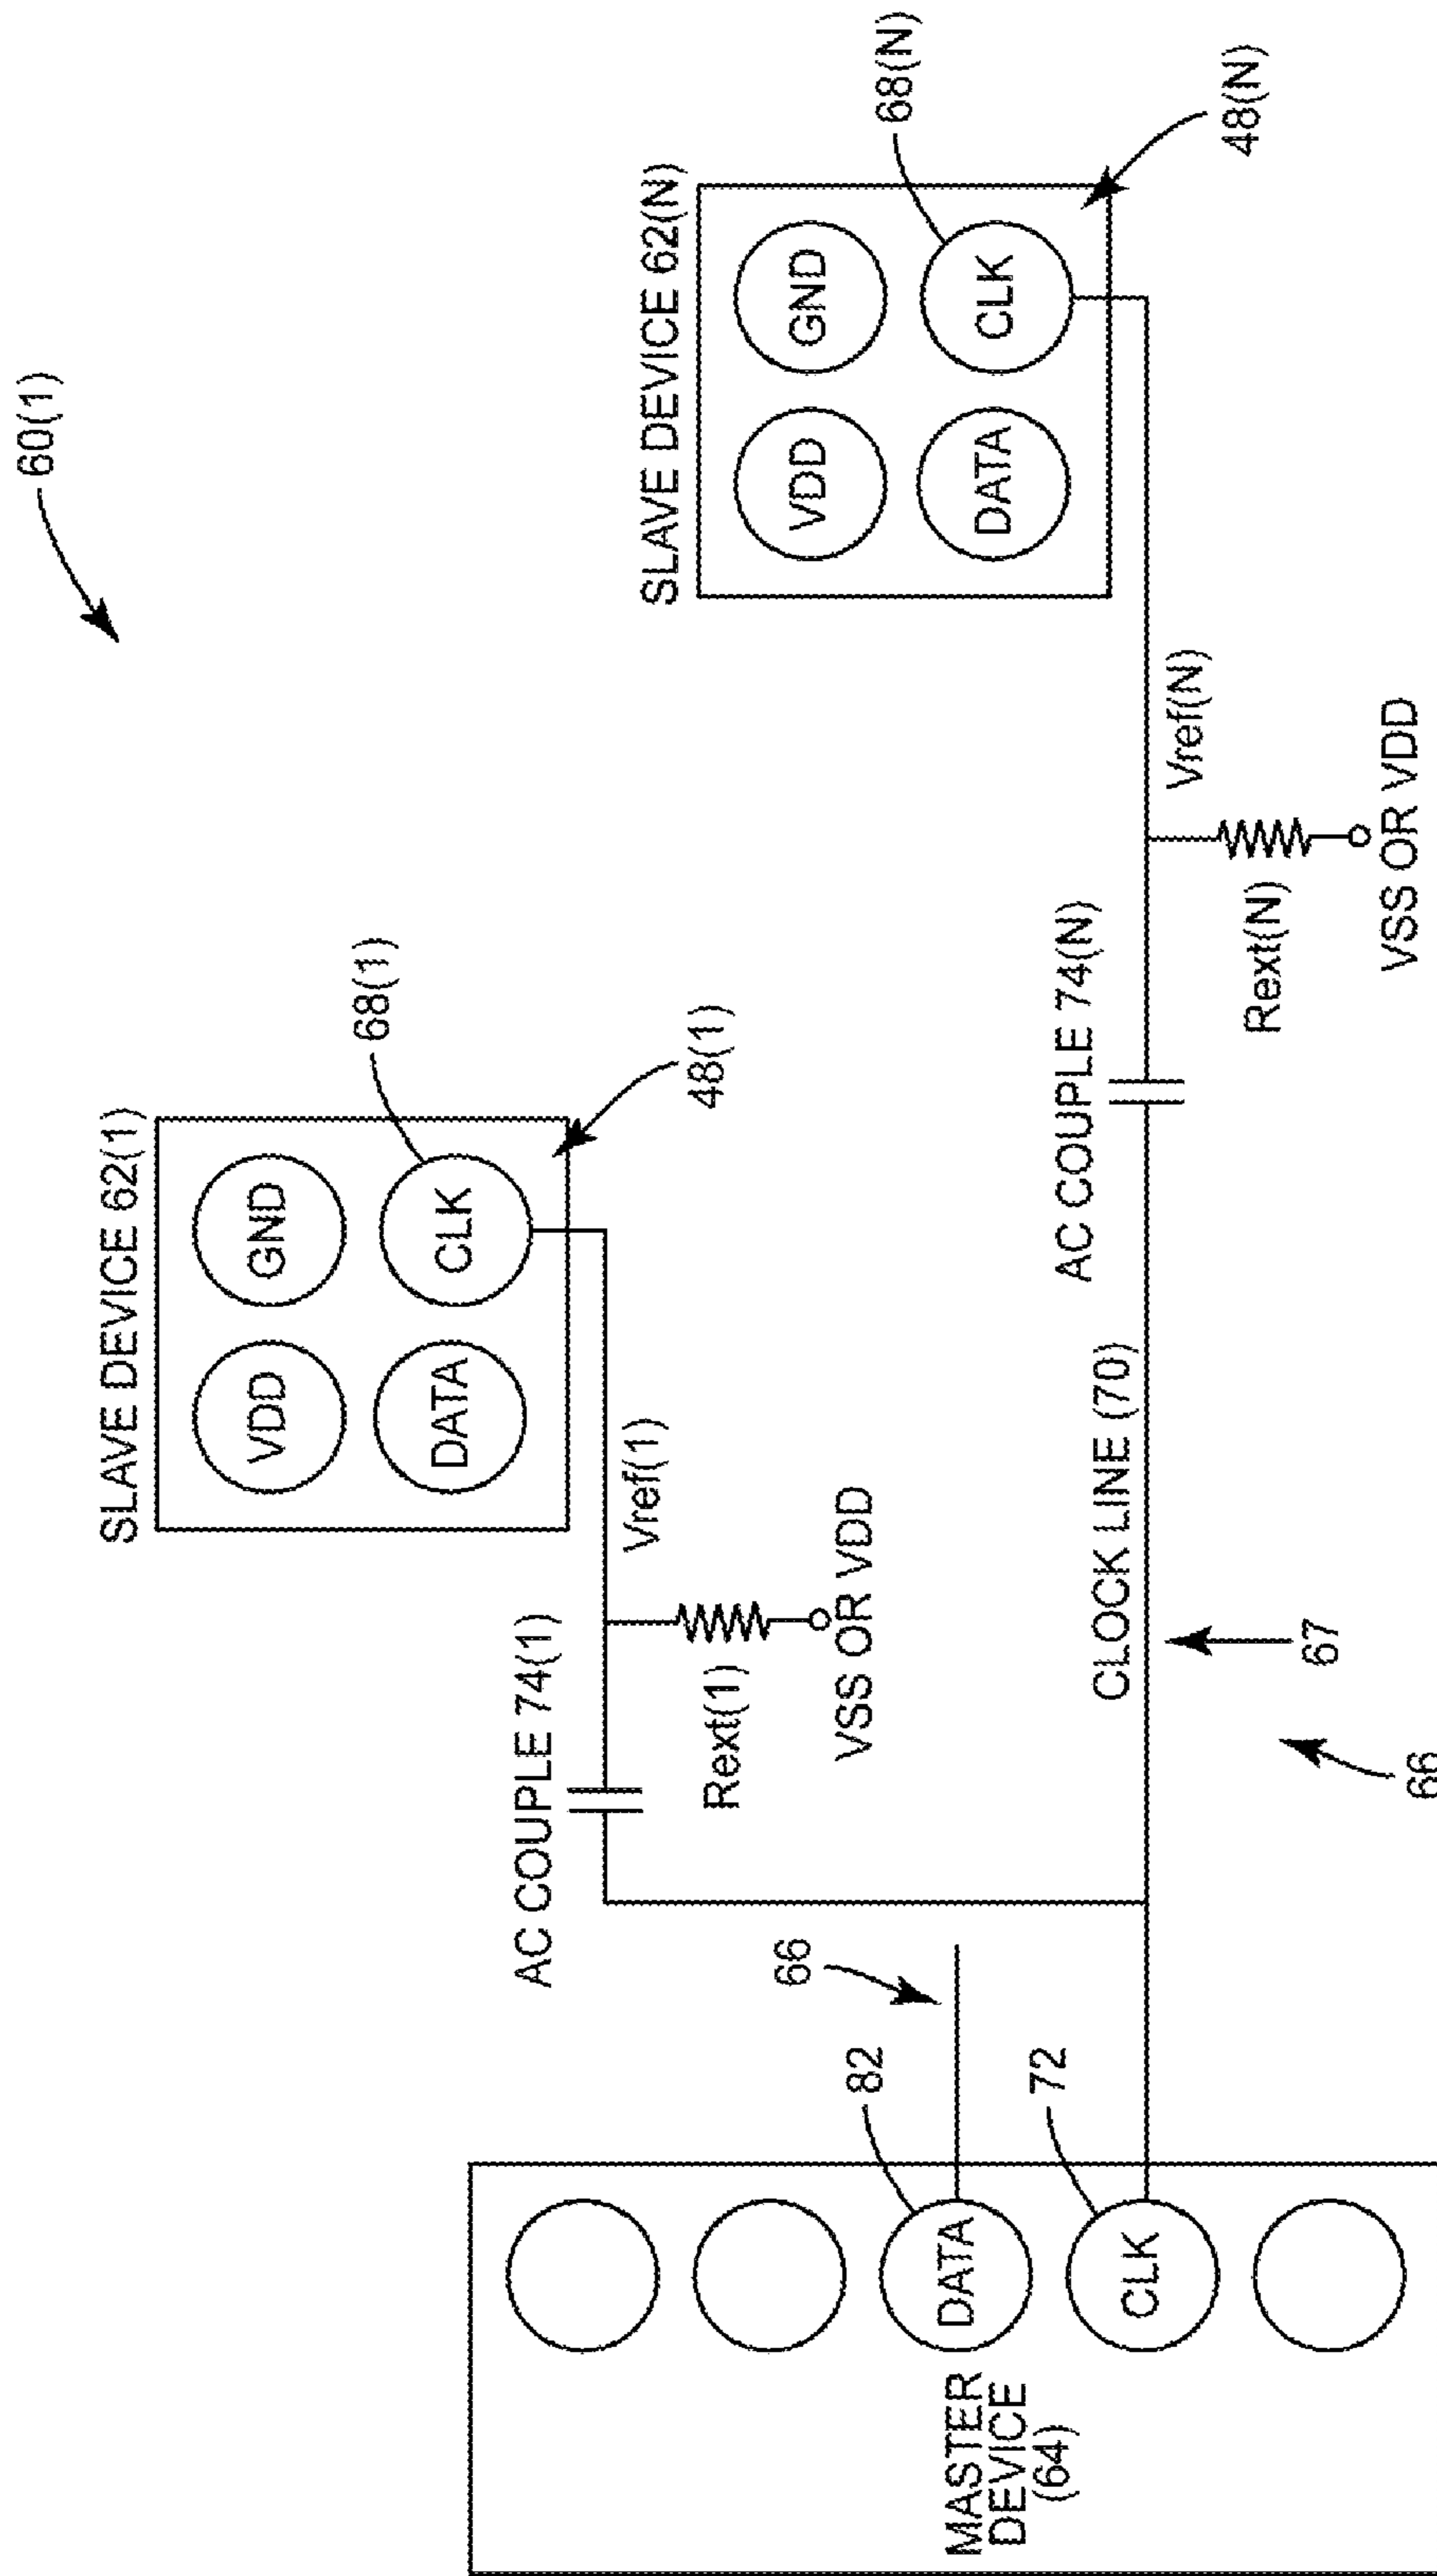 60(1)
SLAVE DEVICE 62(1)
VDD
GND
DATA
CLK
68(1)
48(1)
AC COUPLE 74(1)
Vref(1)
Rext(1)
VSS OR VDD
SLAVE DEVICE 62(N)
VDD
GND
DATA
CLK
68(N)
48(N)
AC COUPLE 74(N)
Vref(N)
Rext(N)
VSS OR VDD
66
82
DATA
72
CLK
MASTER
DEVICE
(64)
CLOCK LINE (70)
67
66